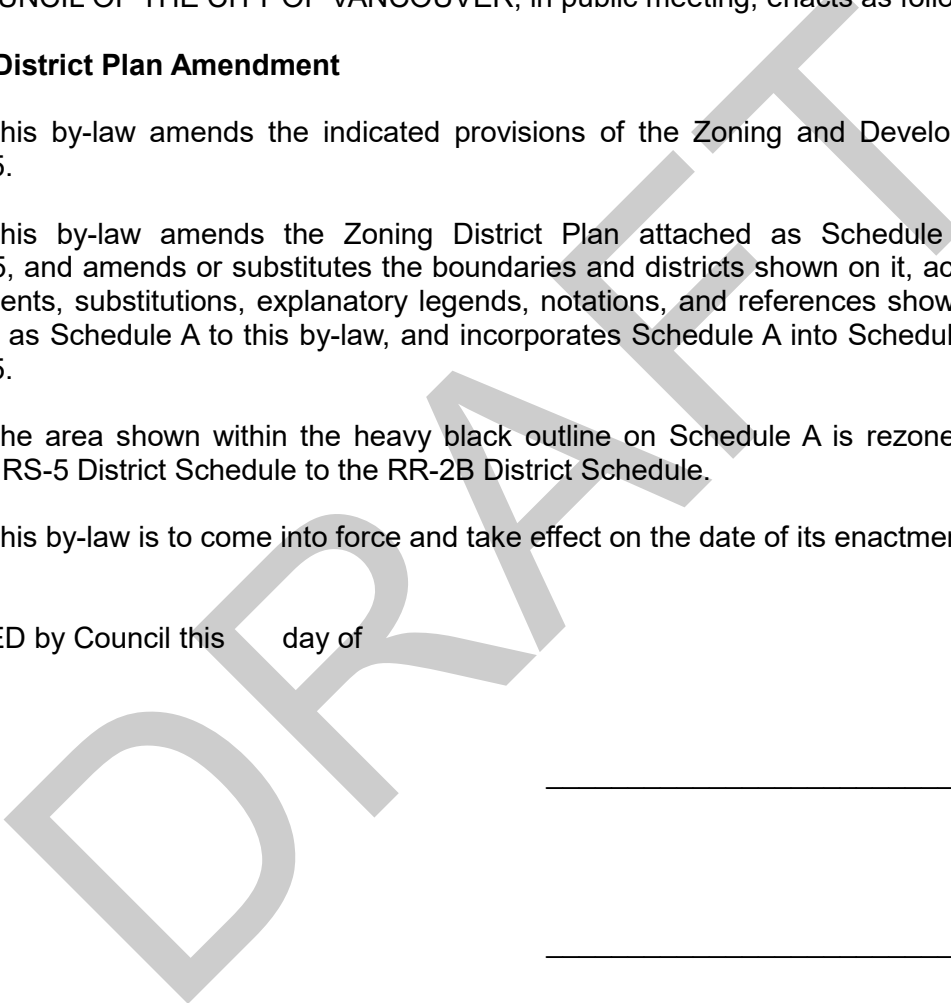 COUNCIL OF THE CITY OF VANCOUVER, in public meeting, enacts as
District Plan Amendment
his by-law amends the indicated provisions of the Zoning and Develo
5.
his by-law amends the Zoning District Plan attached as Schedule
5, and amends or substitutes the boundaries and districts shown on it, ac
ents, substitutions, explanatory legends, notations, and references show
as Schedule A to this by-law, and incorporates Schedule A into Schedul
5.
he area shown within the heavy black outline on Schedule A is rezone
RS-5 District Schedule to the RR-2B District Schedule.
his by-law is to come into force and take effect on the date of its enactmen
ED by Council this day of
DRAFT